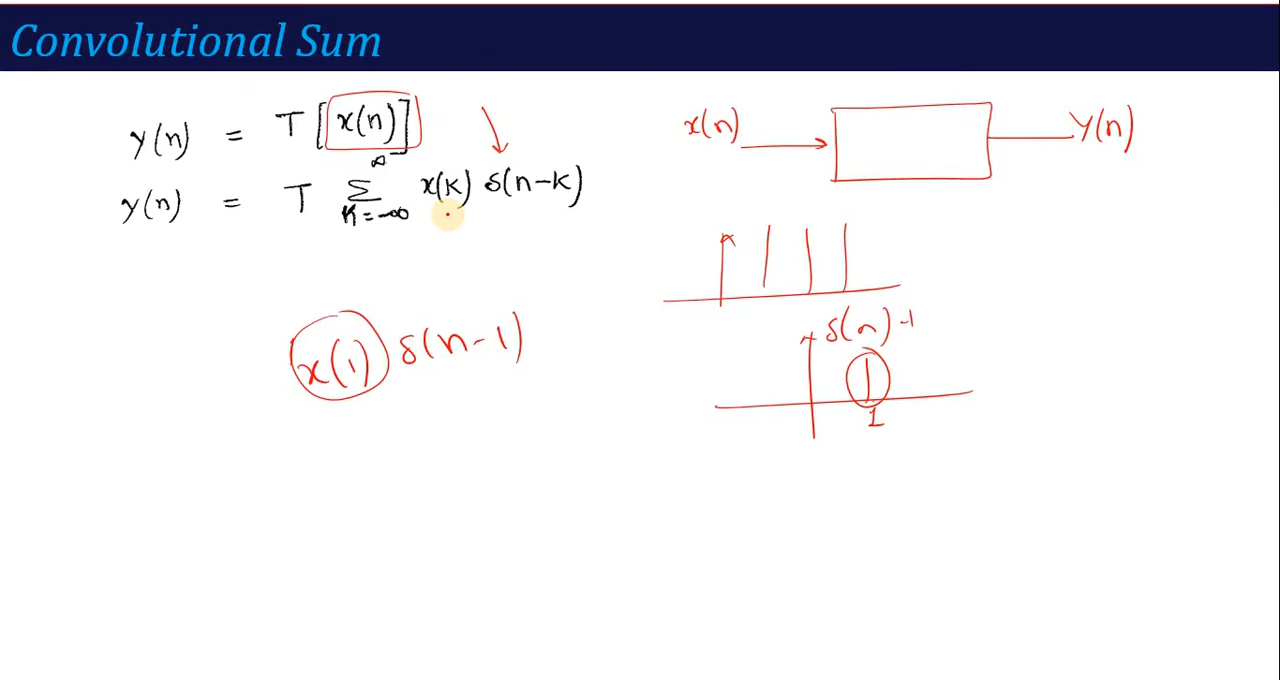 Convolutional Sum
y(n) = T[x(n)]
y(n) = T ∞ Σ K=-∞ x(K) δ(n-K)
x(1) δ(n-1)
x(n) Y(n)
δ(n)-1
1